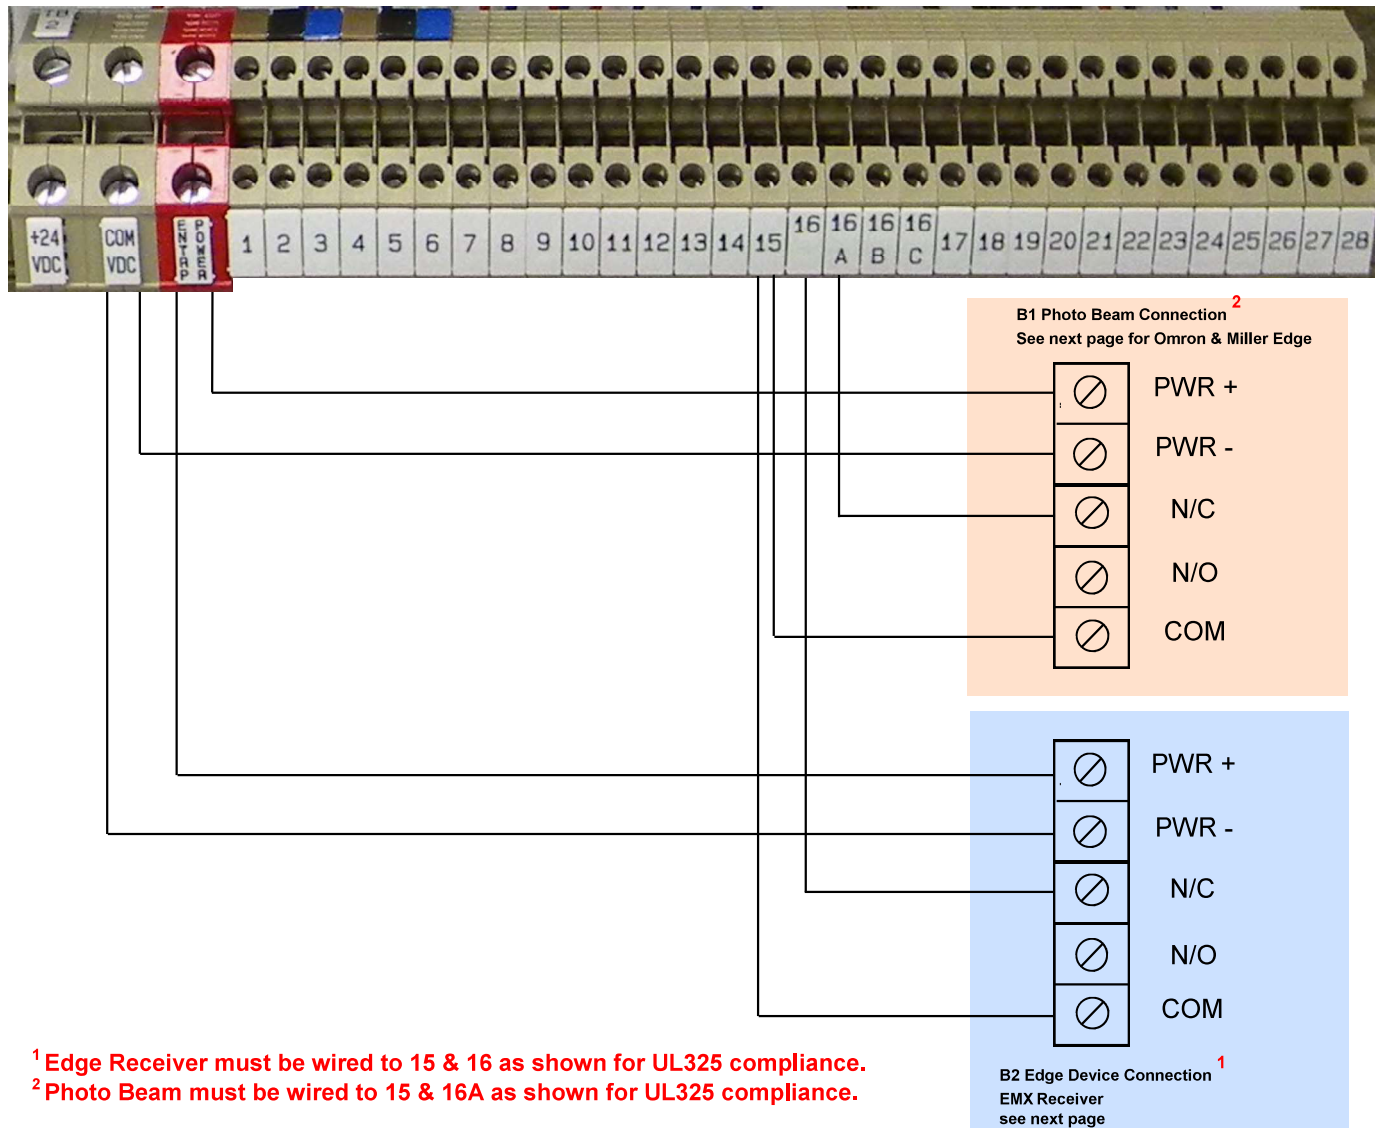 TB
2
+24
VDC
COM
VDC
ENTRP
POWER
1 2 3 4 5 6 7 8 9 10 11 12 13 14 15 16 16 A 16 B 16 C 17 18 19 20 21 22 23 24 25 26 27 28
B1 Photo Beam Connection 2
See next page for Omron & Miller Edge
PWR +
PWR -
N/C
N/O
COM
PWR +
PWR -
N/C
N/O
COM
B2 Edge Device Connection 1
EMX Receiver
see next page
1 Edge Receiver must be wired to 15 & 16 as shown for UL325 compliance.
2 Photo Beam must be wired to 15 & 16A as shown for UL325 compliance.